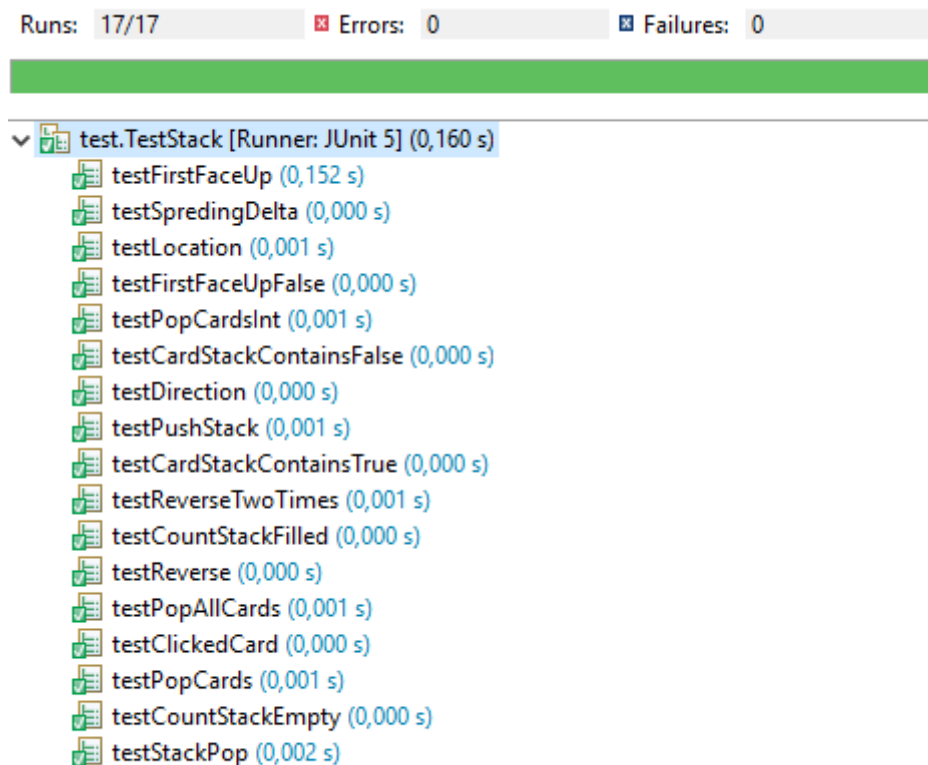 Runs: 17/17 Errors: 0 Failures: 0
test.TestStack [Runner: JUnit 5] (0,160 s)
testFirstFaceUp (0,152 s)
testSpredingDelta (0,000 s)
testLocation (0,001 s)
testFirstFaceUpFalse (0,000 s)
testPopCardsInt (0,001 s)
testCardStackContainsFalse (0,000 s)
testDirection (0,000 s)
testPushStack (0,001 s)
testCardStackContainsTrue (0,000 s)
testReverseTwoTimes (0,001 s)
testCountStackFilled (0,000 s)
testReverse (0,000 s)
testPopAllCards (0,001 s)
testClickedCard (0,000 s)
testPopCards (0,001 s)
testCountStackEmpty (0,000 s)
testStackPop (0,002 s)